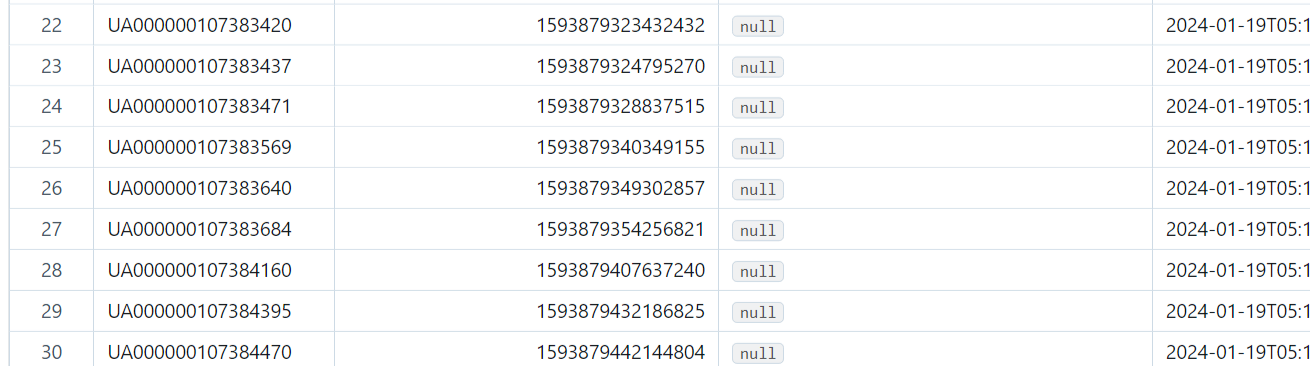 22 UA000000107383420 1593879323432432 null 2024-01-19T05:1
23 UA000000107383437 1593879324795270 null 2024-01-19T05:1
24 UA000000107383471 1593879328837515 null 2024-01-19T05:1
25 UA000000107383569 1593879340349155 null 2024-01-19T05:1
26 UA000000107383640 1593879349302857 null 2024-01-19T05:1
27 UA000000107383684 1593879354256821 null 2024-01-19T05:1
28 UA000000107384160 1593879407637240 null 2024-01-19T05:1
29 UA000000107384395 1593879432186825 null 2024-01-19T05:1
30 UA000000107384470 1593879442144804 null 2024-01-19T05:1